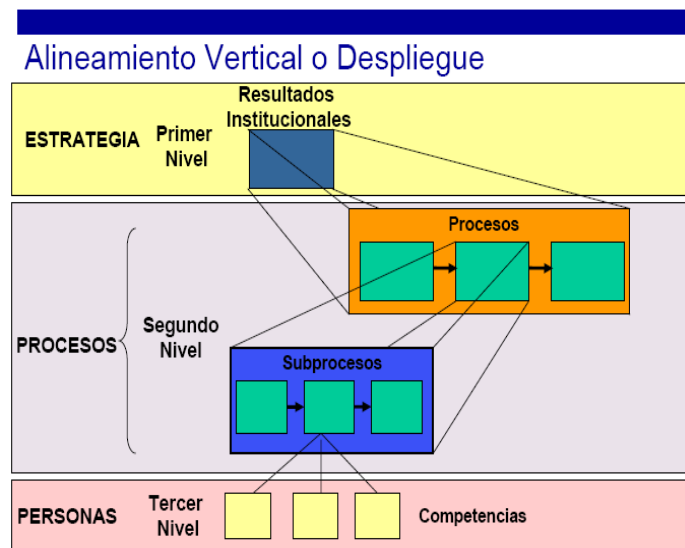 Alineamiento Vertical o Despliegue
Resultados
Institucionales
ESTRATEGIA
Primer
Nivel
Procesos
PROCESOS
Segundo
Nivel
Subprocesos
PERSONAS
Tercer
Nivel
Competencias